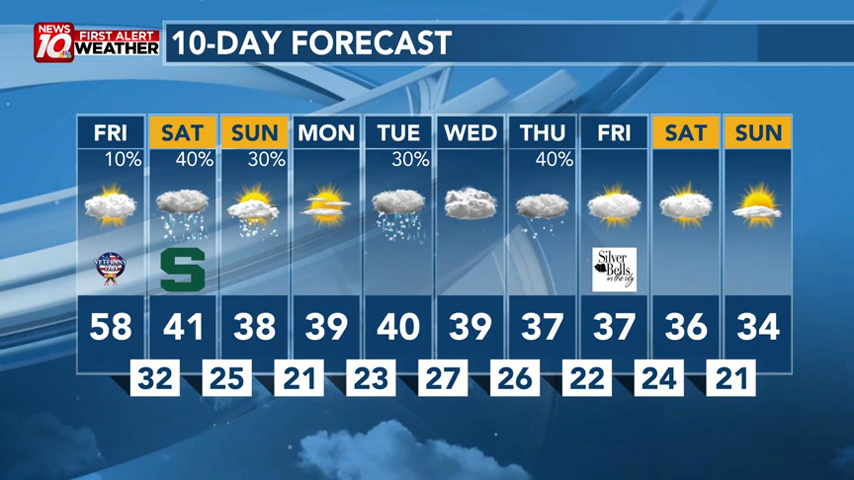 NEWS
10
FIRST ALERT
WEATHER
10-DAY FORECAST
FRI SAT SUN MON TUE WED THU FRI SAT SUN
10% 40% 30% 30% 40%
VETERANS
S
Silver
Bells
in the city
58 41 38 39 40 39 37 37 36 34
32 25 21 23 27 26 22 24 21